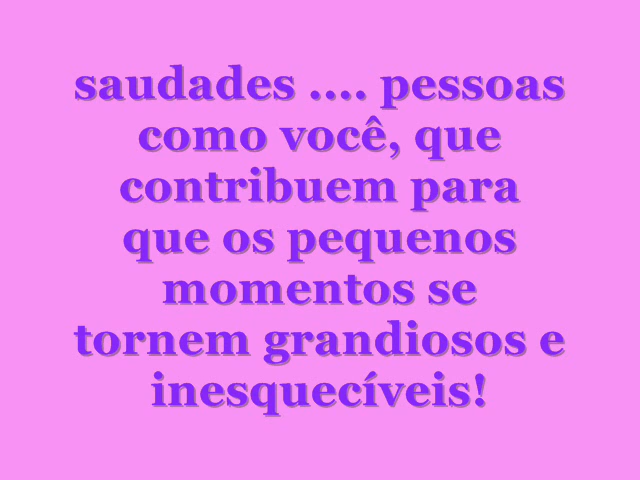 saudades .... pessoas
como você, que
contribuem para
que os pequenos
momentos se
tornem grandiosos e
inesquecíveis!